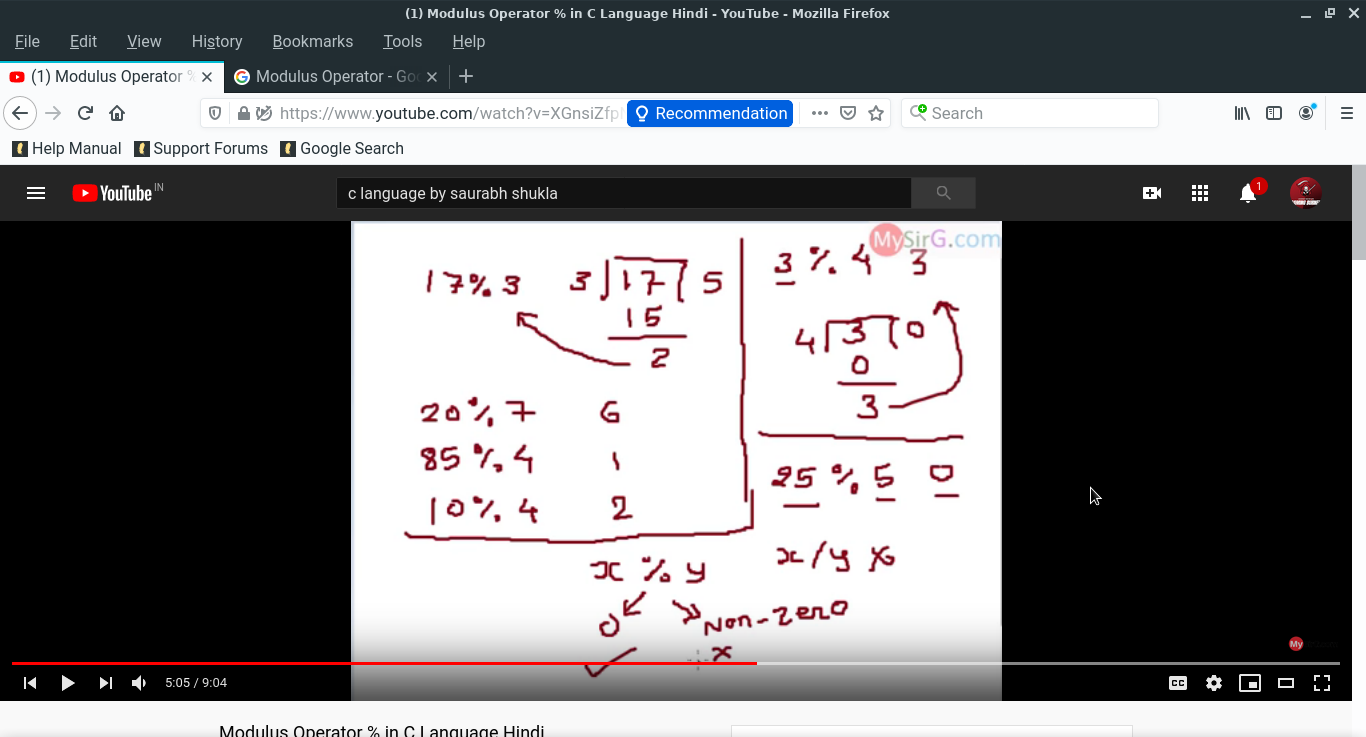 (1) Modulus Operator % in C Language Hindi - YouTube - Mozilla Firefox
File Edit View History Bookmarks Tools Help
(1) Modulus Operator % Modulus Operator - Goo
https://www.youtube.com/watch?v=XGnsiZfp Recommendation Search
Help Manual Support Forums Google Search
YouTube IN c language by saurabh shukla 1
MySirG.com
17%3 3 17 5
15
2
20%7 6
85%4 1
10%4 2
3 % 4 3
4 3 0
0
3
25 % 5 0
x % y
0 Non-zero
x
x/y
My
5:05 / 9:04 CC
Modulus Operator % in C Language Hindi